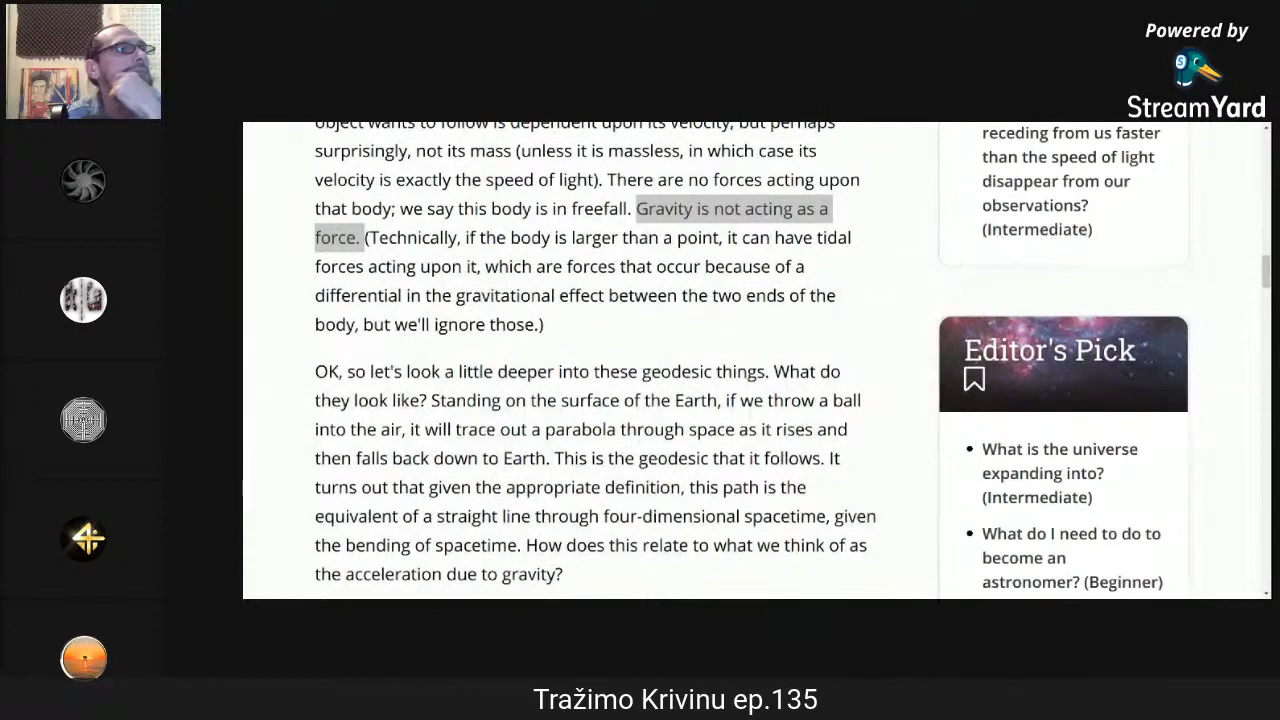 Powered by
StreamYard
object wants to follow is dependent upon its velocity, but perhaps
surprisingly, not its mass (unless it is massless, in which case its
velocity is exactly the speed of light). There are no forces acting upon
that body; we say this body is in freefall. Gravity is not acting as a
force. (Technically, if the body is larger than a point, it can have tidal
forces acting upon it, which are forces that occur because of a
differential in the gravitational effect between the two ends of the
body, but we'll ignore those.)
OK, so let's look a little deeper into these geodesic things. What do
they look like? Standing on the surface of the Earth, if we throw a ball
into the air, it will trace out a parabola through space as it rises and
then falls back down to Earth. This is the geodesic that it follows. It
turns out that given the appropriate definition, this path is the
equivalent of a straight line through four-dimensional spacetime, given
the bending of spacetime. How does this relate to what we think of as
the acceleration due to gravity?
receding from us faster
than the speed of light
disappear from our
observations?
(Intermediate)
Editor's Pick
What is the universe
expanding into?
(Intermediate)
What do I need to do to
become an
astronomer? (Beginner)
Tražimo Krivinu ep.135